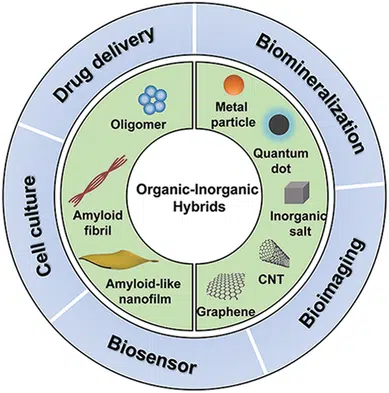 Drug delivery
Biomineralization
Cell culture
Bioimaging
Biosensor
Oligomer
Amyloid
fibril
Amyloid-like
nanofilm
Metal
particle
Quantum
dot
Inorganic
salt
CNT
Graphene
Organic-Inorganic
Hybrids